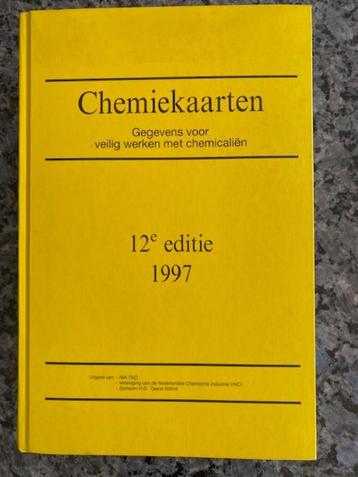 Chemiekaarten
Gegevens voor
veilig werken met chemicaliën
12e editie
1997
Uitgave van: - NIA TNO
- Vereniging van de Nederlandse Chemische Industrie VNCI
- Samsom H.D. Tjeenk Willink